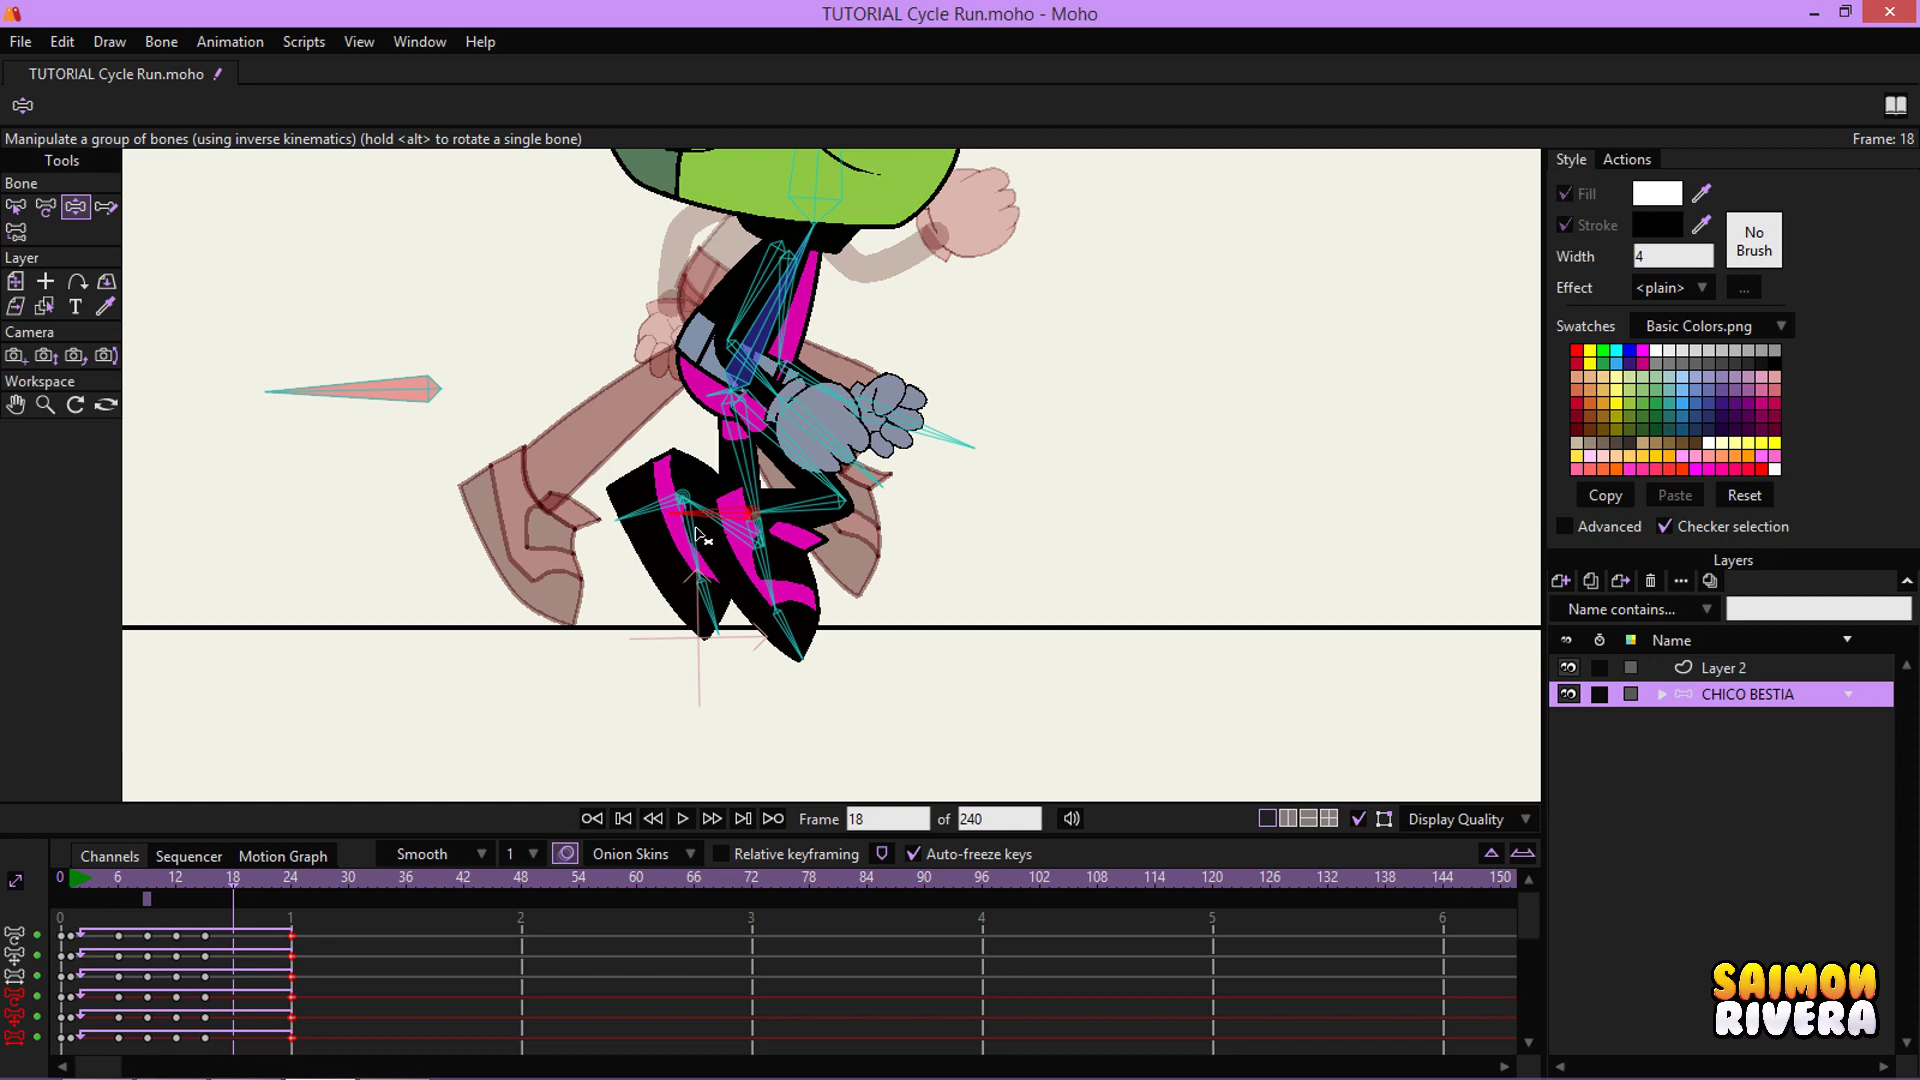 TUTORIAL Cycle Run.moho - Moho
File Edit Draw Bone Animation Scripts View Window Help
TUTORIAL Cycle Run.moho
Manipulate a group of bones (using inverse kinematics) (hold <alt> to rotate a single bone)
Frame: 18
Tools
Bone
Layer
T
Camera
Workspace
Style Actions
Fill
Stroke
No Brush
Width 4
Effect <plain> ...
Swatches Basic Colors.png
Copy Paste Reset
Advanced Checker selection
Layers
Name contains...
Name
Layer 2
CHICO BESTIA
Frame 18 of 240
Display Quality
Channels Sequencer Motion Graph Smooth 1 Onion Skins Relative keyframing Auto-freeze keys
0 6 12 18 24 30 36 42 48 54 60 66 72 78 84 90 96 102 108 114 120 126 132 138 144 150
0 1 2 3 4 5 6
SAIMON
RIVERA